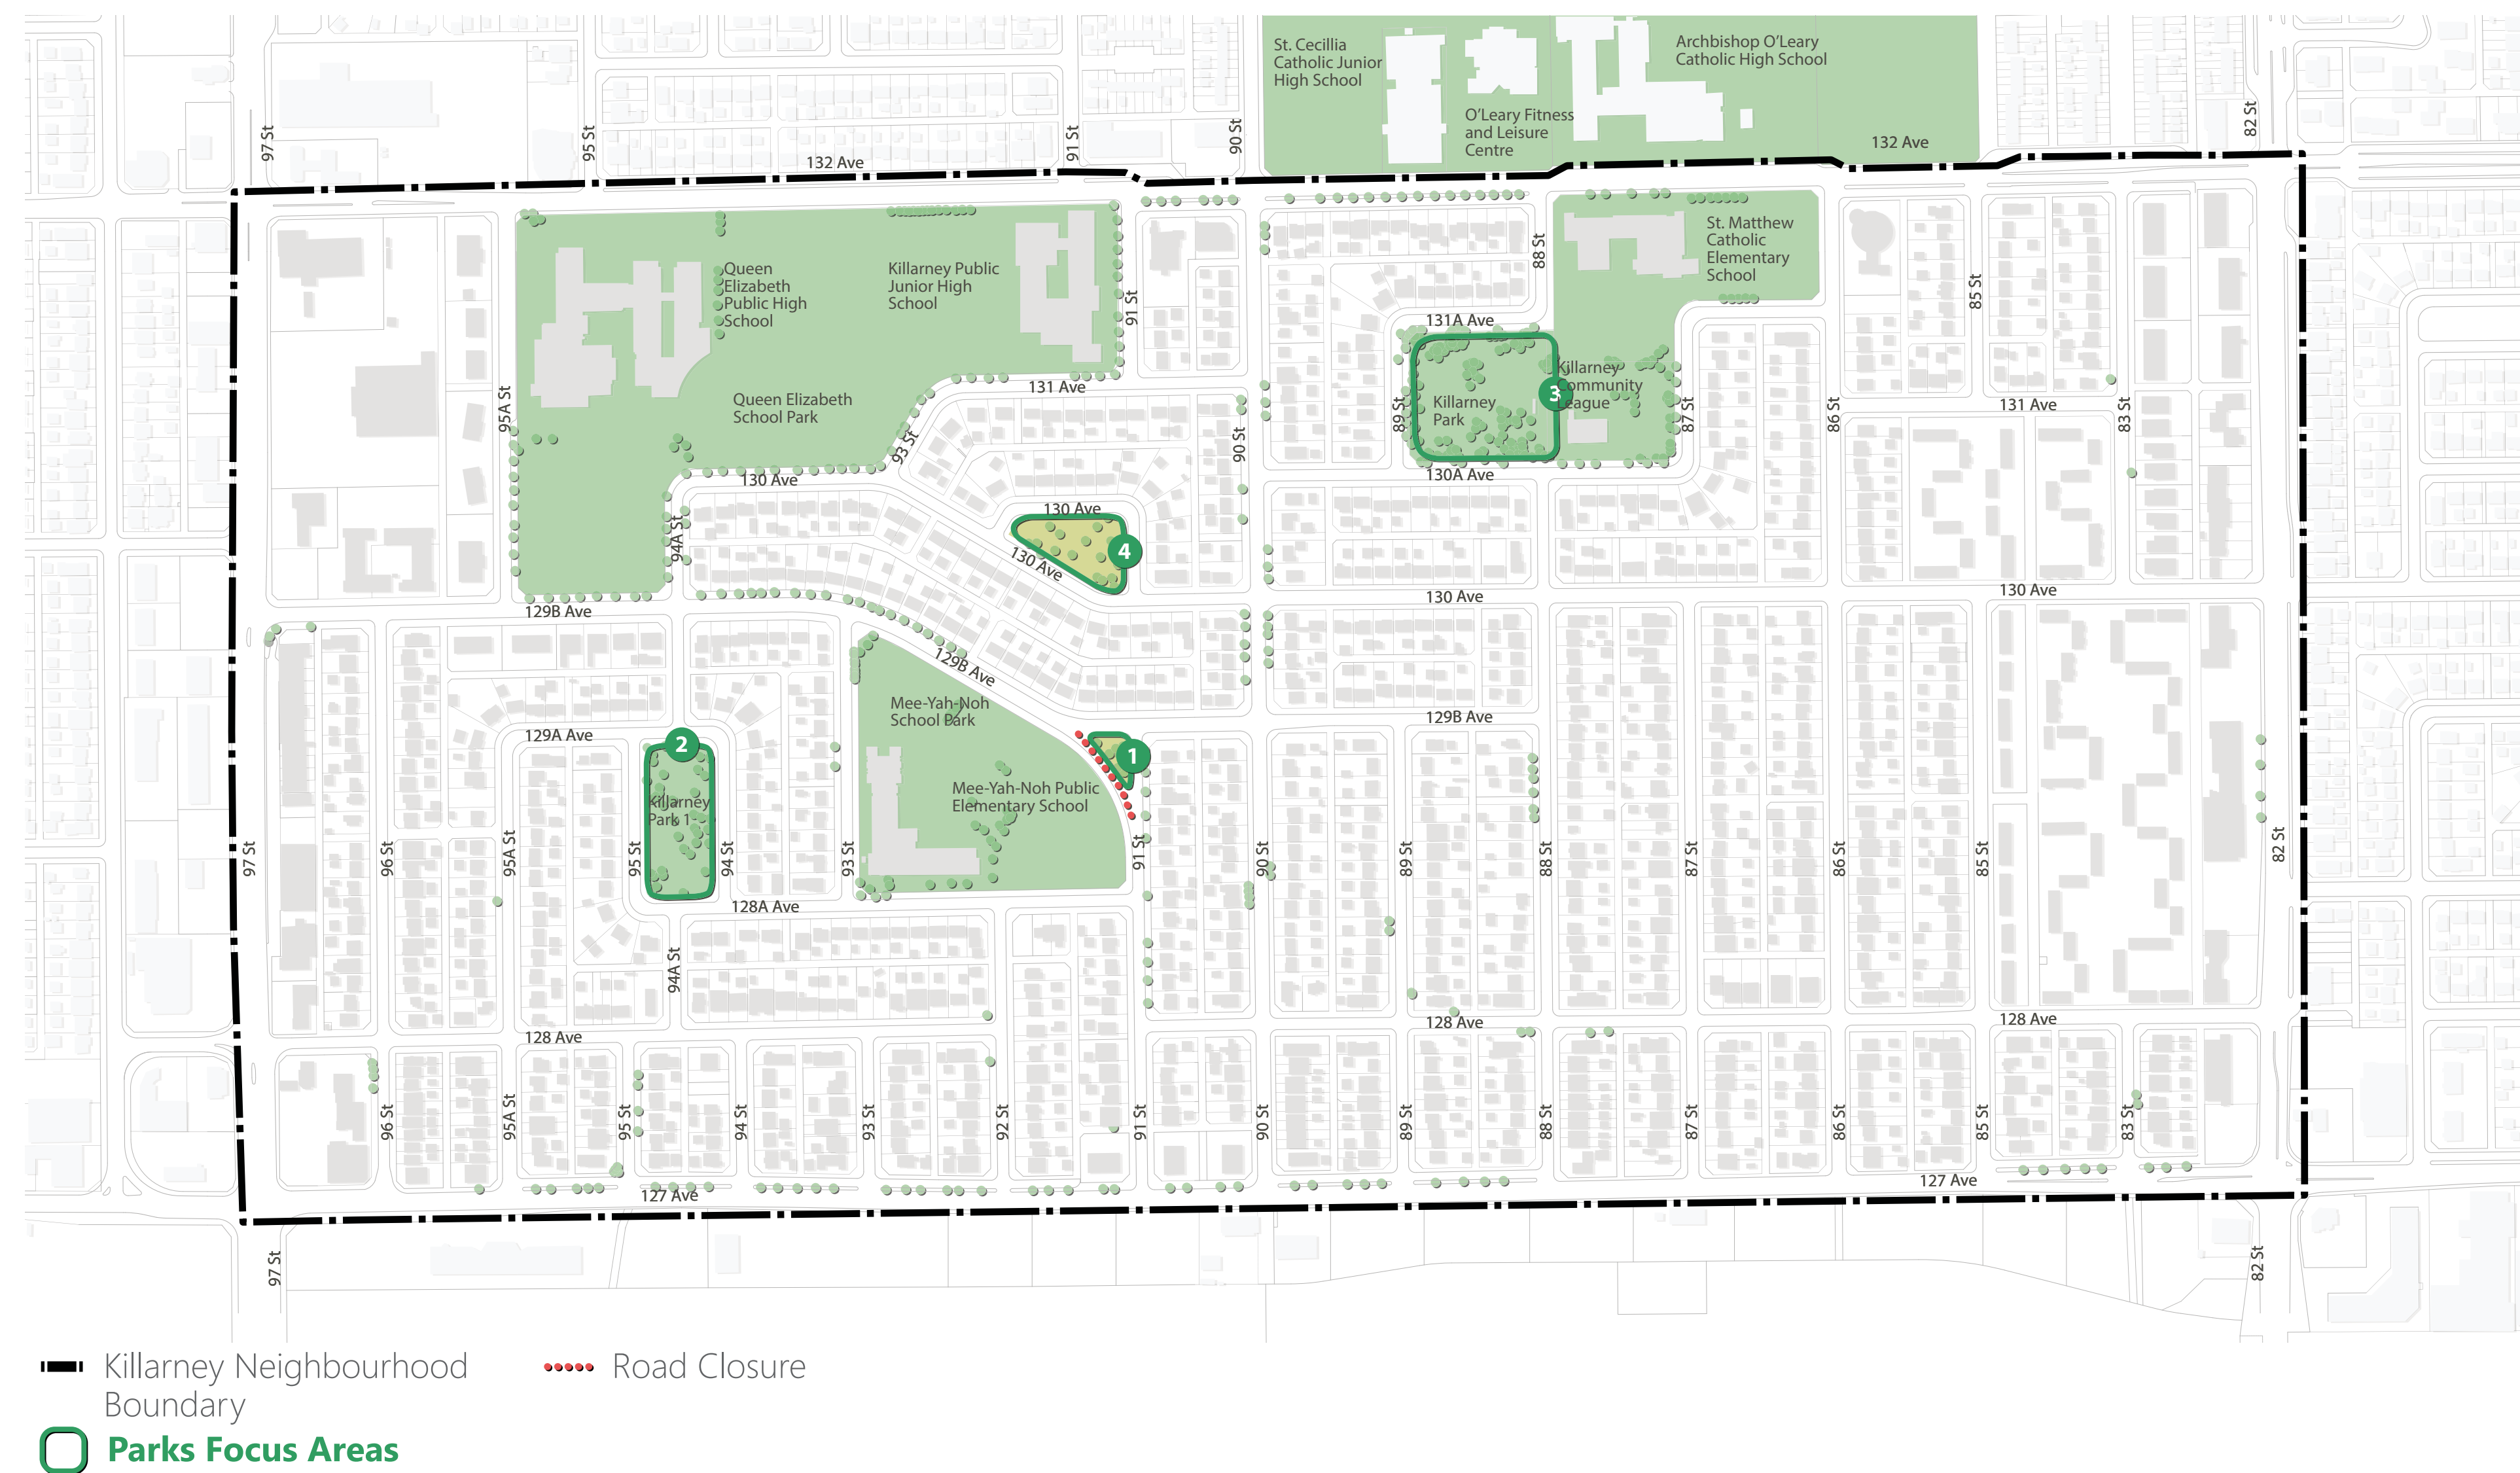 St. Cecillia
Catholic Junior
High School
Archbishop O'Leary
Catholic High School
O'Leary Fitness
and Leisure
Centre
97 St
95 St
91 St
90 St
82 St
132 Ave
132 Ave
Queen
Elizabeth
Public High
School
Killarney Public
Junior High
School
91 St
88 St
St. Matthew
Catholic
Elementary
School
85 St
131A Ave
95A St
Queen Elizabeth
School Park
131 Ave
93 St
90 St
89 St
Killarney
Park
3
Killarney
Community
League
87 St
86 St
131 Ave
83 St
130 Ave
130A Ave
94A St
130 Ave
130 Ave
4
129B Ave
130 Ave
130 Ave
129B Ave
Mee-Yah-Noh
School Park
129B Ave
129A Ave
2
1
Killarney
Park 1
Mee-Yah-Noh Public
Elementary School
97 St
96 St
95A St
95 St
94 St
93 St
91 St
90 St
89 St
88 St
87 St
86 St
85 St
82 St
128A Ave
94A St
128 Ave
128 Ave
128 Ave
96 St
95A St
95 St
94 St
93 St
92 St
91 St
90 St
89 St
88 St
87 St
86 St
85 St
83 St
127 Ave
127 Ave
97 St
82 St
Killarney Neighbourhood
Boundary
Road Closure
Parks Focus Areas